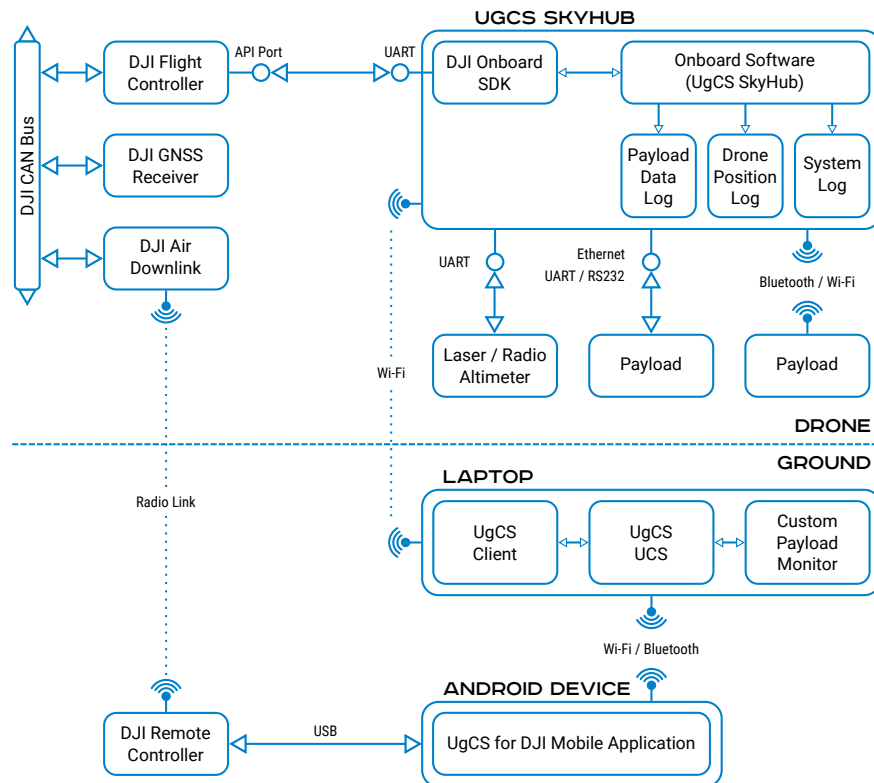 UGCS SKYHUB
DJI CAN Bus
DJI Flight
Controller
API Port
UART
DJI Onboard
SDK
Onboard Software
(UgCS SkyHub)
DJI GNSS
Receiver
Payload
Data
Log
Drone
Position
Log
System
Log
DJI Air
Downlink
UART
Ethernet
UART / RS232
Bluetooth / Wi-Fi
Wi-Fi
Laser / Radio
Altimeter
Payload
Payload
DRONE
GROUND
LAPTOP
Radio Link
UgCS
Client
UgCS
UCS
Custom
Payload
Monitor
Wi-Fi / Bluetooth
ANDROID DEVICE
DJI Remote
Controller
USB
UgCS for DJI Mobile Application